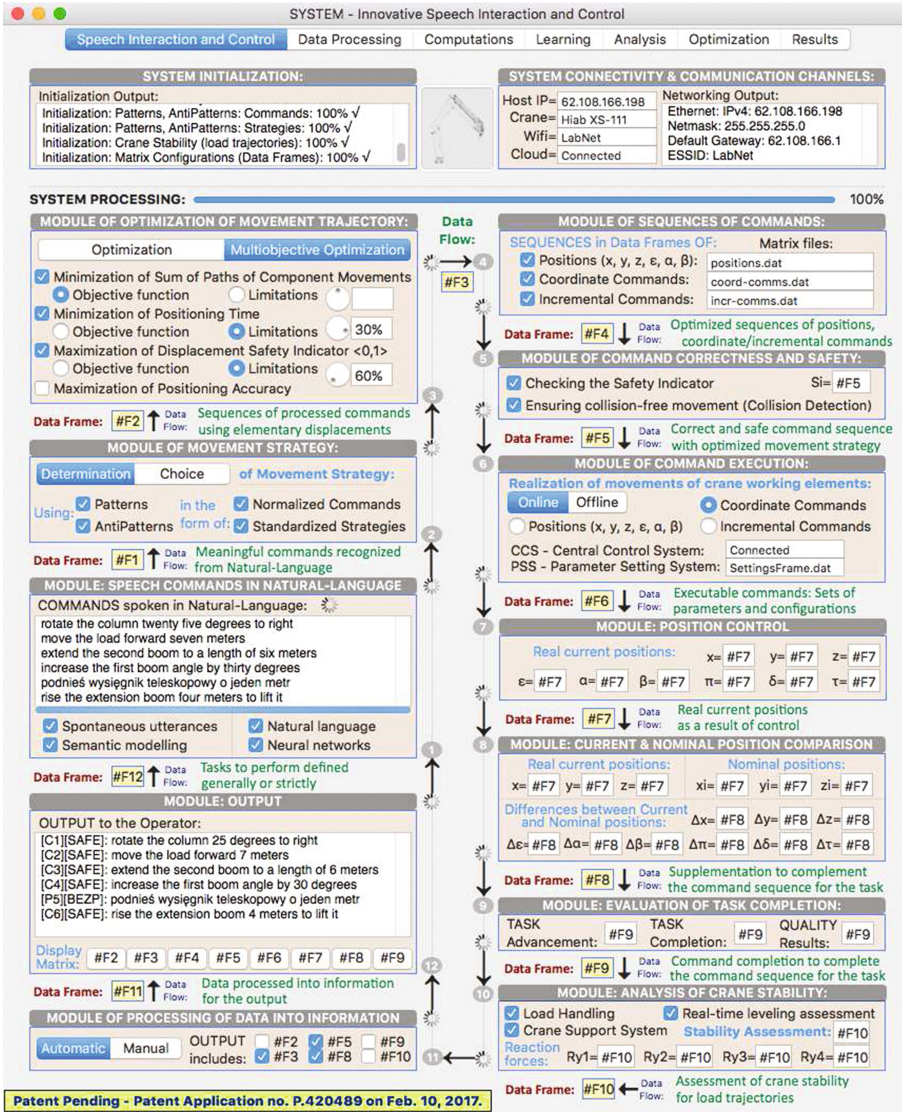 SYSTEM - Innovative Speech Interaction and Control
Speech Interaction and Control Data Processing Computations Learning Analysis Optimization Results
SYSTEM INITIALIZATION:
Initialization Output:
Initialization: Patterns, AntiPatterns: Commands: 100% √
Initialization: Patterns, AntiPatterns: Strategies: 100% √
Initialization: Crane Stability (load trajectories): 100% √
Initialization: Matrix Configurations (Data Frames): 100% √
SYSTEM CONNECTIVITY & COMMUNICATION CHANNELS:
Host IP= 62.108.166.198
Crane= Hiab XS-111
Wifi= LabNet
Cloud= Connected
Networking Output:
Ethernet: IPv4: 62.108.166.198
Netmask: 255.255.255.0
Default Gateway: 62.108.166.1
ESSID: LabNet
SYSTEM PROCESSING: 100%
MODULE OF OPTIMIZATION OF MOVEMENT TRAJECTORY:
Optimization Multiobjective Optimization
Minimization of Sum of Paths of Component Movements
Objective function Limitations
Minimization of Positioning Time
Objective function Limitations 30%
Maximization of Displacement Safety Indicator <0,1>
Objective function Limitations 60%
Maximization of Positioning Accuracy
3
Data Frame: #F2 Data Flow: Sequences of processed commands
using elementary displacements
MODULE OF MOVEMENT STRATEGY:
Determination Choice of Movement Strategy:
Using: Patterns in the form of: Normalized Commands
AntiPatterns Standardized Strategies
2
Data Frame: #F1 Data Flow: Meaningful commands recognized
from Natural-Language
MODULE: SPEECH COMMANDS IN NATURAL-LANGUAGE
COMMANDS spoken in Natural-Language:
rotate the column twenty five degrees to right
move the load forward seven meters
extend the second boom to a length of six meters
increase the first boom angle by thirty degrees
podnieś wysięgnik teleskopowy o jeden metr
rise the extension boom four meters to lift it
Spontaneous utterances Natural language
Semantic modelling Neural networks
1
Data Frame: #F12 Data Flow: Tasks to perform defined
generally or strictly
MODULE: OUTPUT
OUTPUT to the Operator:
[C1][SAFE]: rotate the column 25 degrees to right
[C2][SAFE]: move the load forward 7 meters
[C3][SAFE]: extend the second boom to a length of 6 meters
[C4][SAFE]: increase the first boom angle by 30 degrees
[P5][BEZP]: podnieś wysięgnik teleskopowy o jeden metr
[C6][SAFE]: rise the extension boom 4 meters to lift it
Display Matrix: #F2 #F3 #F4 #F5 #F6 #F7 #F8 #F9
12
Data Frame: #F11 Data Flow: Data processed into information
for the output
MODULE OF PROCESSING OF DATA INTO INFORMATION
Automatic Manual OUTPUT includes: #F2 #F5 #F9
#F3 #F8 #F10
11
Patent Pending - Patent Application no. P.420489 on Feb. 10, 2017.
Data Flow:
#F3
4
MODULE OF SEQUENCES OF COMMANDS:
SEQUENCES in Data Frames OF: Matrix files:
Positions (x, y, z, ε, α, β): positions.dat
Coordinate Commands: coord-comms.dat
Incremental Commands: incr-comms.dat
Data Frame: #F4 Data Flow: Optimized sequences of positions,
coordinate/incremental commands
5
MODULE OF COMMAND CORRECTNESS AND SAFETY:
Checking the Safety Indicator Si= #F5
Ensuring collision-free movement (Collision Detection)
Data Frame: #F5 Data Flow: Correct and safe command sequence
with optimized movement strategy
6
MODULE OF COMMAND EXECUTION:
Realization of movements of crane working elements:
Online Offline Coordinate Commands
Positions (x, y, z, ε, α, β) Incremental Commands
CCS - Central Control System: Connected
PSS - Parameter Setting System: SettingsFrame.dat
Data Frame: #F6 Data Flow: Executable commands: Sets of
parameters and configurations
7
MODULE: POSITION CONTROL
Real current positions: x= #F7 y= #F7 z= #F7
ε= #F7 α= #F7 β= #F7 π= #F7 δ= #F7 τ= #F7
Data Frame: #F7 Data Flow: Real current positions
as a result of control
8
MODULE: CURRENT & NOMINAL POSITION COMPARISON
Real current positions: Nominal positions:
x= #F7 y= #F7 z= #F7 xi= #F7 yi= #F7 zi= #F7
Differences between Current
and Nominal positions: Δx= #F8 Δy= #F8 Δz= #F8
Δε= #F8 Δα= #F8 Δβ= #F8 Δπ= #F8 Δδ= #F8 Δτ= #F8
Data Frame: #F8 Data Flow: Supplementation to complement
the command sequence for the task
9
MODULE: EVALUATION OF TASK COMPLETION:
TASK Advancement: #F9 TASK Completion: #F9 QUALITY Results: #F9
Data Frame: #F9 Data Flow: Command completion to complete
the command sequence for the task
10
MODULE: ANALYSIS OF CRANE STABILITY:
Load Handling Real-time leveling assessment
Crane Support System Stability Assessment: #F10
Reaction forces: Ry1= #F10 Ry2= #F10 Ry3= #F10 Ry4= #F10
Data Frame: #F10 Data Flow: Assessment of crane stability
for load trajectories